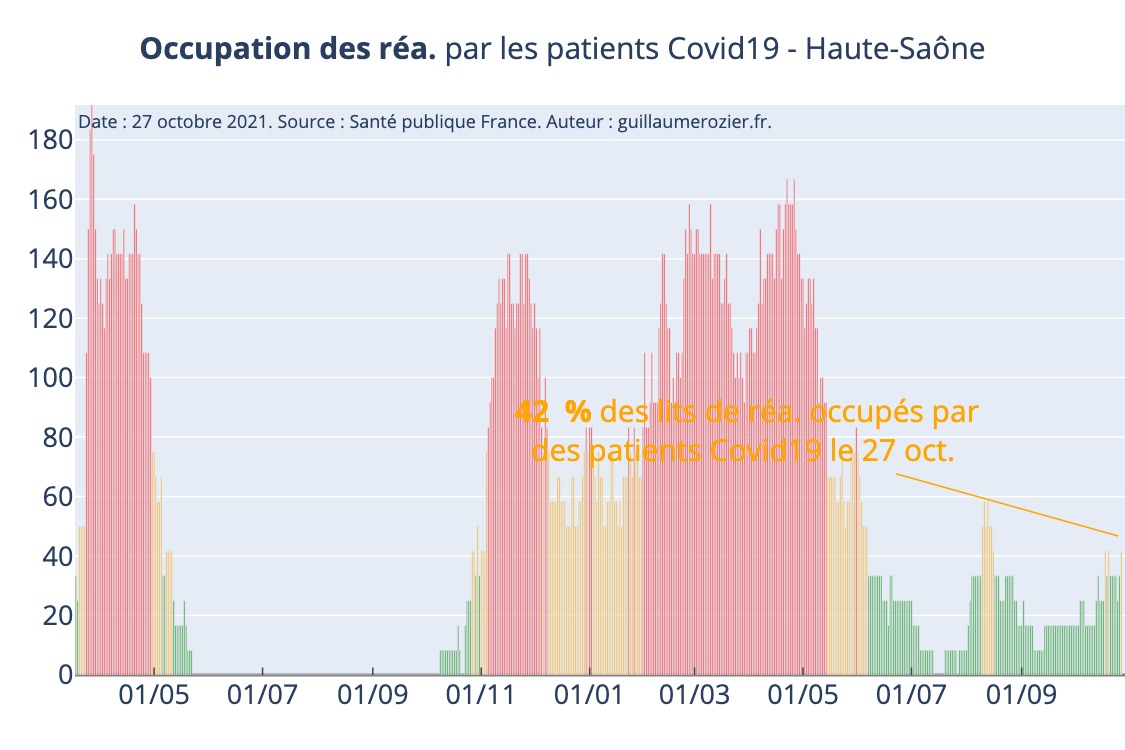 Occupation des réa. par les patients Covid19 - Haute-Saône
Date : 27 octobre 2021. Source : Santé publique France. Auteur : guillaumerozier.fr.
180
160
140
120
100
80
60
40
20
0
42 % des lits de réa. occupés par
des patients Covid19 le 27 oct.
01/05 01/07 01/09 01/11 01/01 01/03 01/05 01/07 01/09